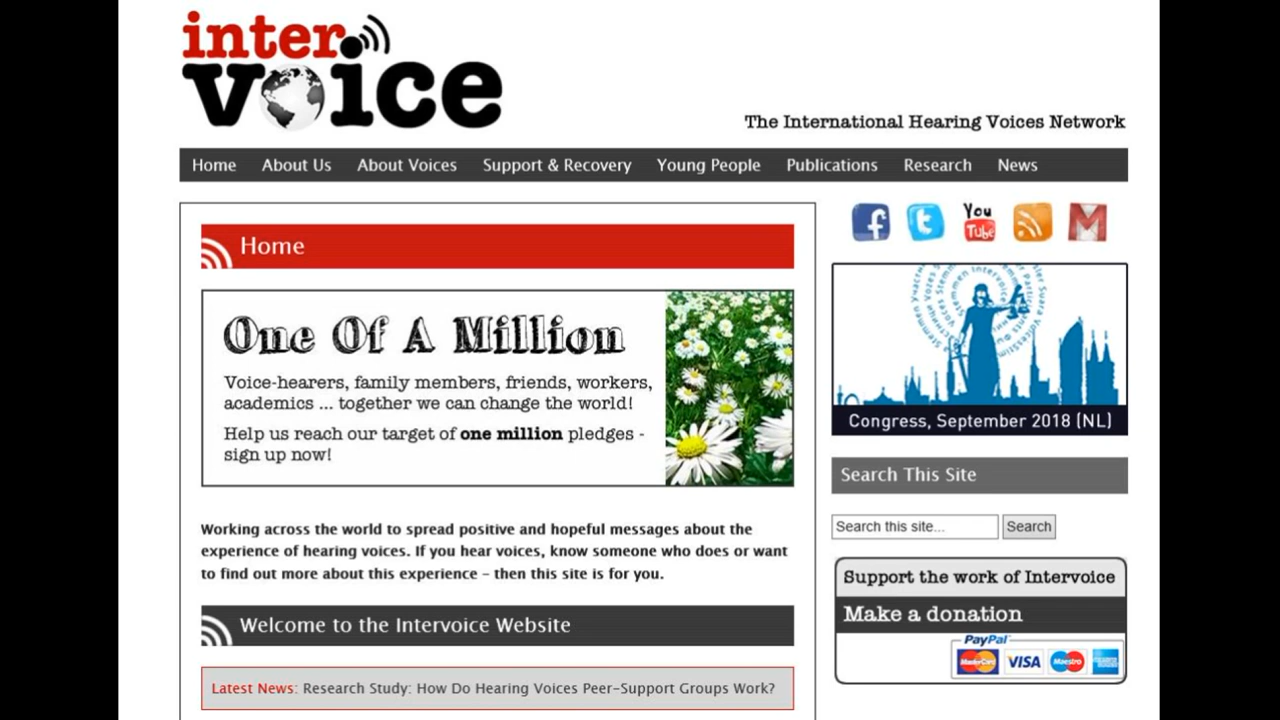 inter
voice
The International Hearing Voices Network
Home About Us About Voices Support & Recovery Young People Publications Research News
Home
One Of A Million
Voice-hearers, family members, friends, workers,
academics ... together we can change the world!
Help us reach our target of one million pledges -
sign up now!
Working across the world to spread positive and hopeful messages about the
experience of hearing voices. If you hear voices, know someone who does or want
to find out more about this experience – then this site is for you.
Welcome to the Intervoice Website
Latest News: Research Study: How Do Hearing Voices Peer-Support Groups Work?
You
Tube
Congress, September 2018 (NL)
Search This Site
Search this site... Search
Support the work of Intervoice
Make a donation
PayPal
MasterCard VISA Maestro